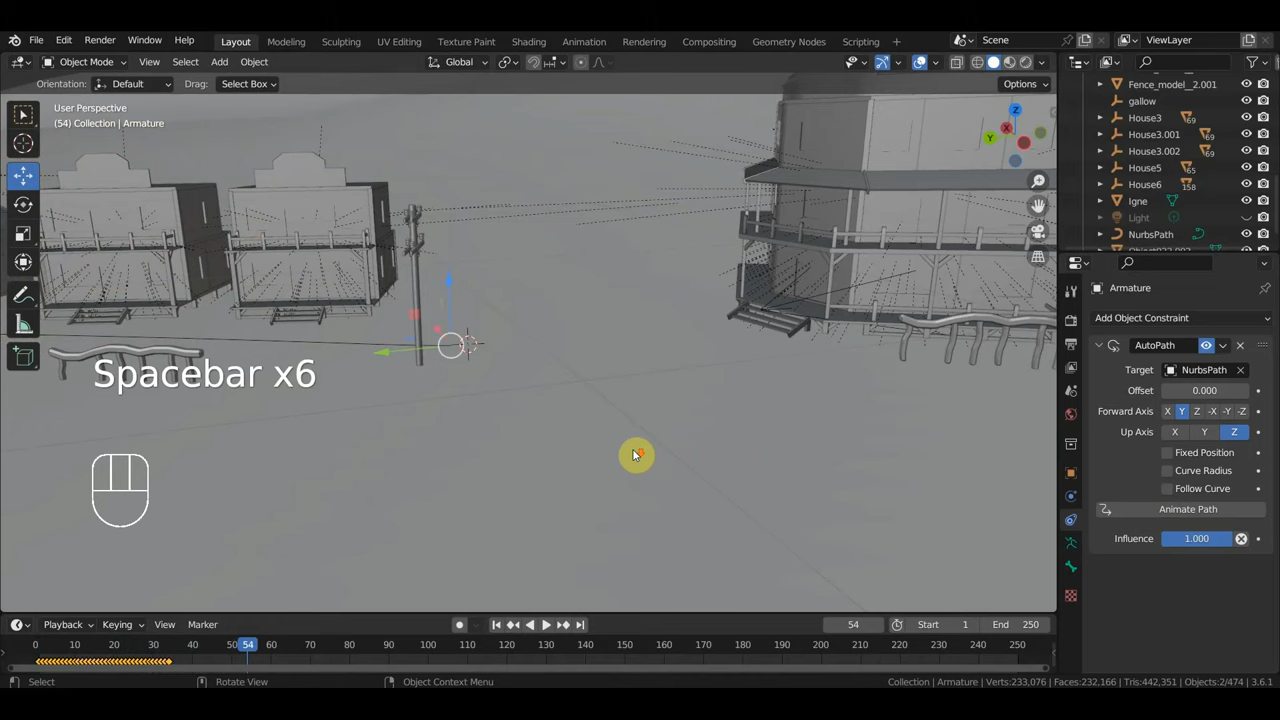 File Edit Render Window Help Layout Modeling Sculpting UV Editing Texture Paint Shading Animation Rendering Compositing Geometry Nodes Scripting + Scene ViewLayer
Object Mode View Select Add Object Global
Orientation: Default Drag: Select Box Options
User Perspective
(54) Collection | Armature
Z
X
Y
Fence_model_2.001
gallow
House3 69
House3.001 69
House3.002 69
House5 65
House6 158
Igne
Light
NurbsPath
Armature
Add Object Constraint
AutoPath
Target NurbsPath
Offset 0.000
Forward Axis X Y Z -X -Y -Z
Up Axis X Y Z
Fixed Position
Curve Radius
Follow Curve
Animate Path
Influence 1.000
Spacebar x6
Playback Keying View Marker 54 Start 1 End 250
0 10 20 30 40 50 54 60 70 80 90 100 110 120 130 140 150 160 170 180 190 200 210 220 230 240 250
Select Rotate View Object Context Menu Collection | Armature | Verts:233,076 | Faces:232,166 | Tris:442,351 | Objects:2/474 | 3.6.1